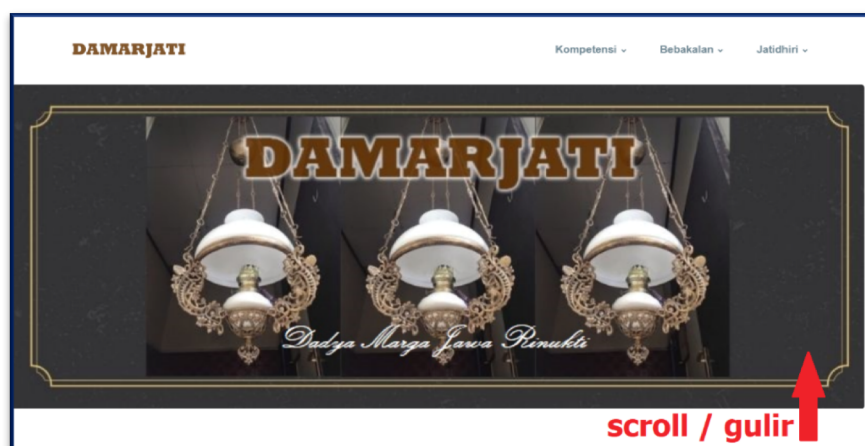 DAMARJATI
Kompetensi Bebakalan Jatidhiri
DAMARJATI
Dadya Marga Jawa Rinukti
scroll / gulir